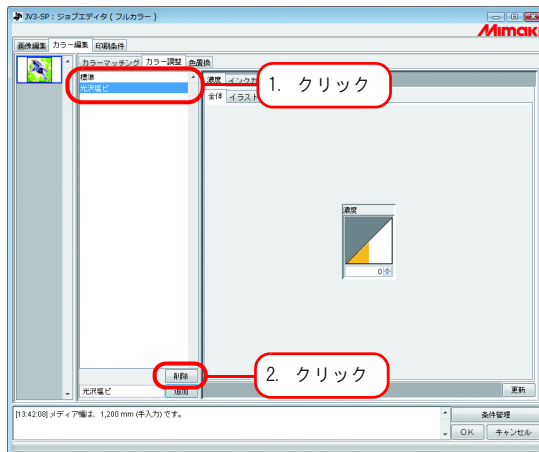 JV3-SP：ジョブエディタ ( フルカラー )
Mimaki
画像編集 カラー編集 印刷条件
カラーマッチング カラー調整 色置換
標準
光沢塩ビ
濃度 インクカ
全体 イラスト
1. クリック
濃度
0
削除
2. クリック
光沢塩ビ 追加
更新
[13:42:08] メディア幅は、1,200 mm (手入力) です。
条件管理
OK キャンセル